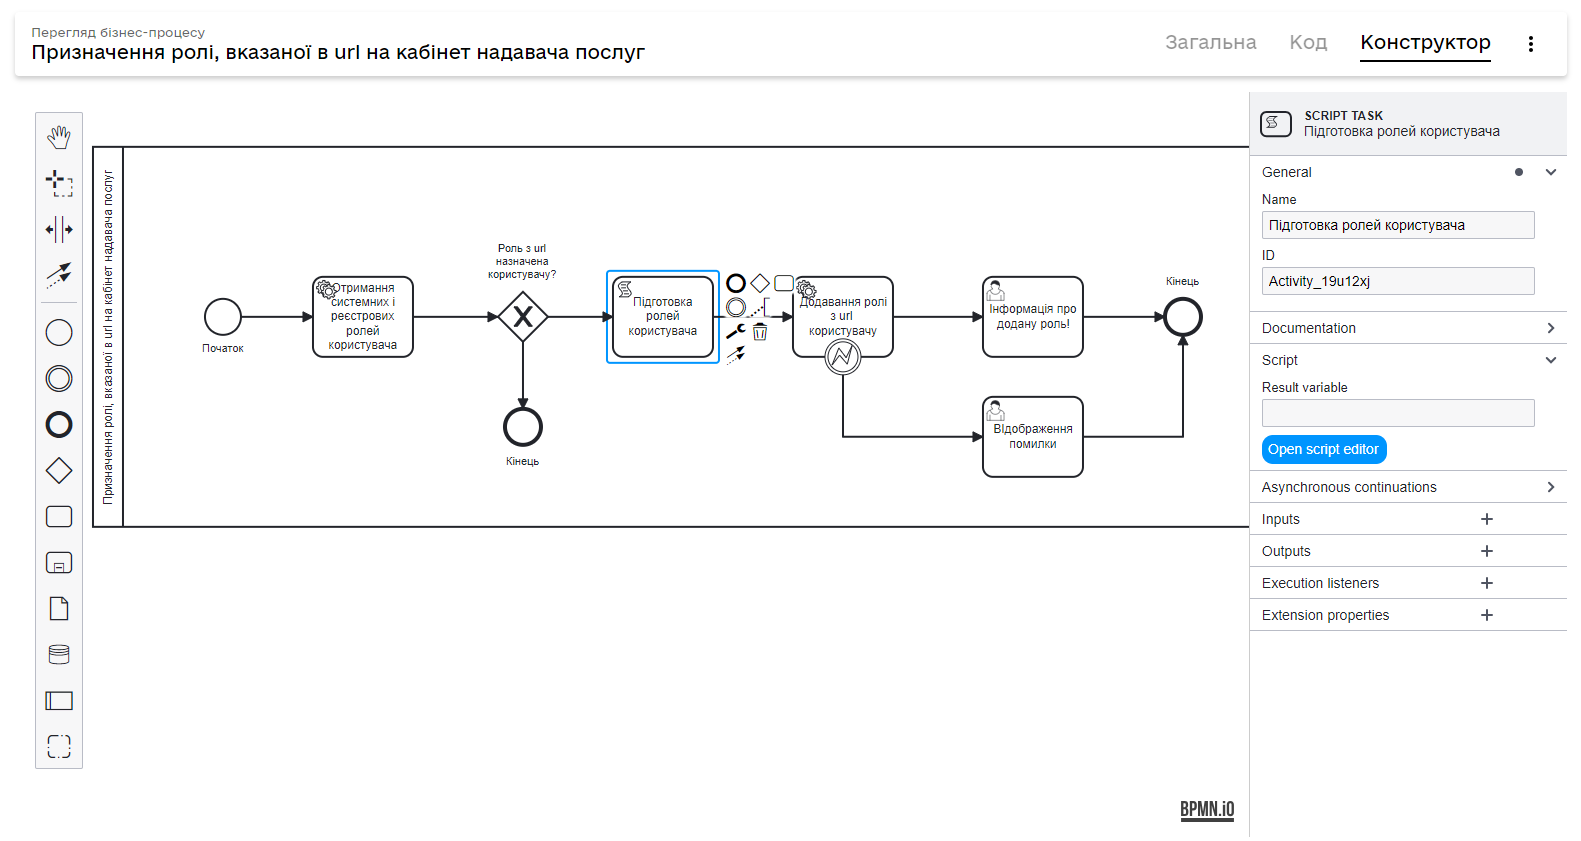 Перегляд бізнес-процесу
Призначення ролі, вказаної в url на кабінет надавача послуг
Загальна
Код
Конструктор
Призначення ролі, вказаної в url на кабінет надавача послуг
Початок
Отримання
системних і
реєстрових
ролей
користувача
Роль з url
назначена
користувачу?
Кінець
Підготовка
ролей
користувача
Додавання ролі
з url
користувачу
Інформація про
додану роль!
Відображення
помилки
Кінець
BPMN.iO
SCRIPT TASK
Підготовка ролей користувача
General
Name
Підготовка ролей користувача
ID
Activity_19u12xj
Documentation
Script
Result variable
Open script editor
Asynchronous continuations
Inputs
Outputs
Execution listeners
Extension properties